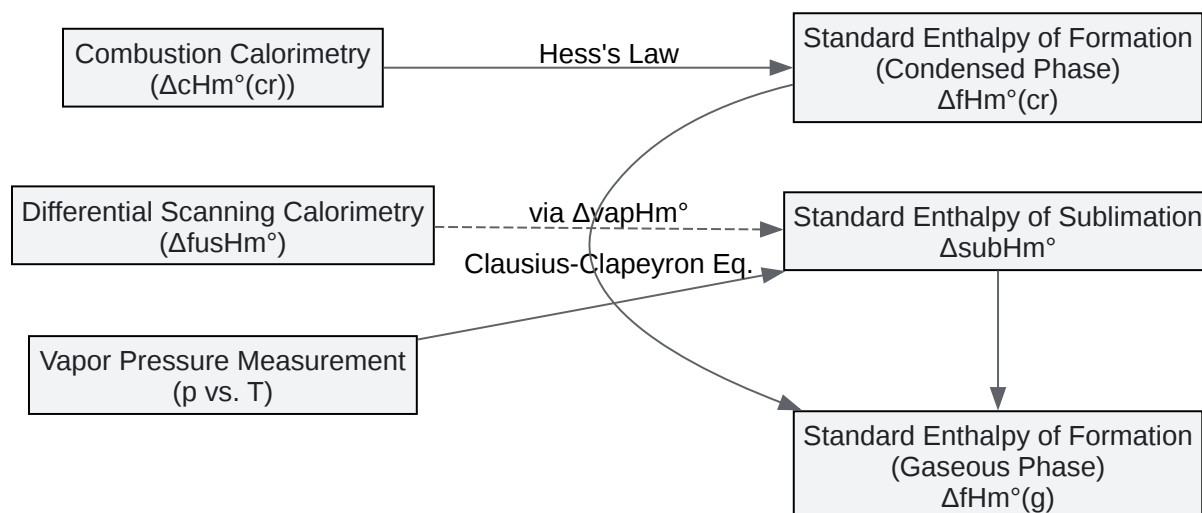 Combustion Calorimetry
(ΔcHm°(cr))
Hess's Law
Standard Enthalpy of Formation
(Condensed Phase)
ΔfHm°(cr)
Differential Scanning Calorimetry
(ΔfusHm°)
via ΔvapHm°
Standard Enthalpy of Sublimation
ΔsubHm°
Clausius-Clapeyron Eq.
Vapor Pressure Measurement
(p vs. T)
Standard Enthalpy of Formation
(Gaseous Phase)
ΔfHm°(g)